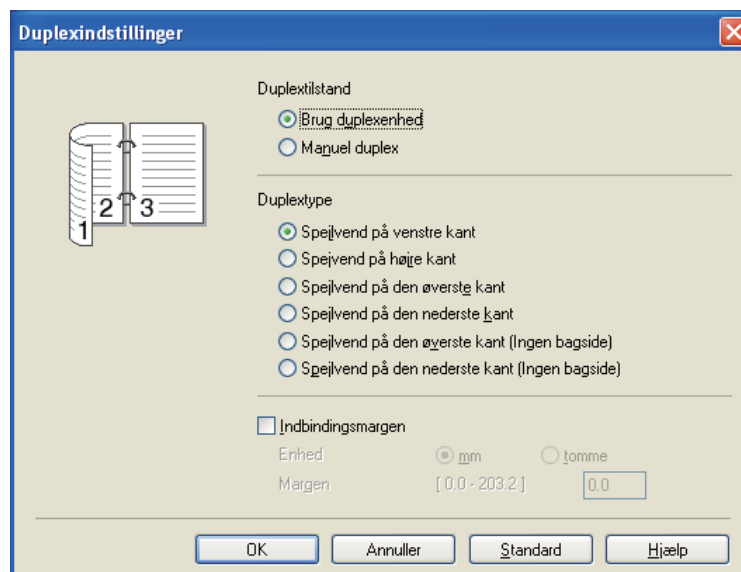 Duplexindstillinger
Duplextilstand
Brug duplexenhed
Manuel duplex
2 3
1
Duplextype
Spejlvend på venstre kant
Spejvend på højre kant
Spejlvend på den øverste kant
Spejlvend på den nederste kant
Spejlvend på den øverste kant (Ingen bagside)
Spejlvend på den nederste kant (Ingen bagside)
Indbindingsmargen
Enhed mm tomme
Margen [ 0.0 - 203.2 ] 0.0
OK Annuller Standard Hjælp